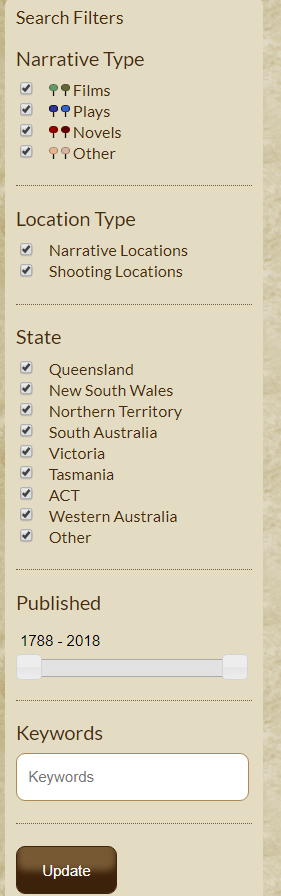 Search Filters
Narrative Type
Films
Plays
Novels
Other
Location Type
Narrative Locations
Shooting Locations
State
Queensland
New South Wales
Northern Territory
South Australia
Victoria
Tasmania
ACT
Western Australia
Other
Published
1788 - 2018
Keywords
Keywords
Update